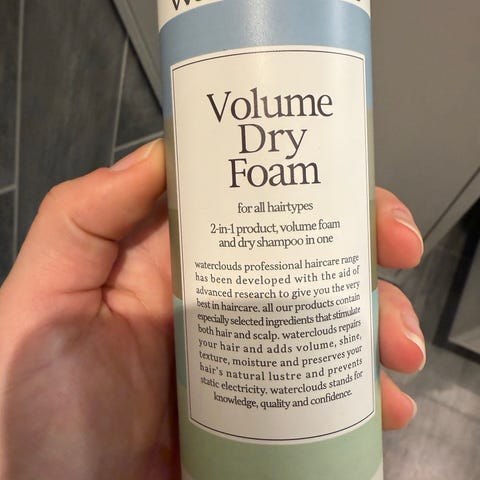 Volume
Dry
Foam
for all hairtypes
2-in-1 product, volume foam
and dry shampoo in one
waterclouds professional haircare range
has been developed with the aid of
advanced research to give you the very
best in haircare. all our products contain
especially selected ingredients that stimulate
both hair and scalp. waterclouds repairs
your hair and adds volume, shine,
texture, moisture and preserves your
hair's natural lustre and prevents
static electricity. waterclouds stands for
knowledge, quality and confidence.